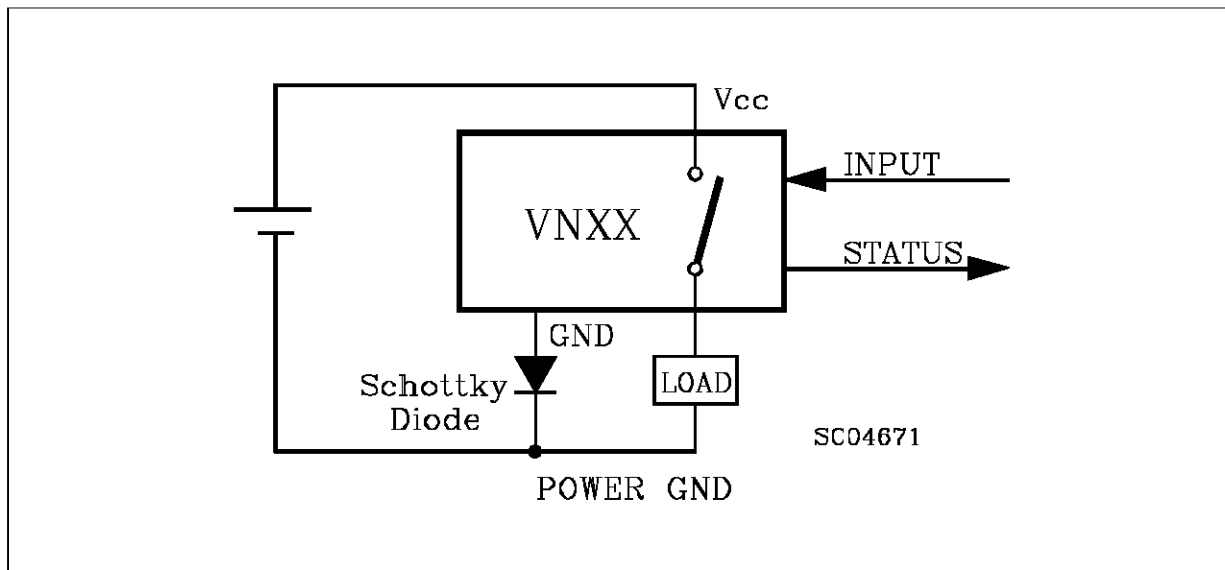 Vcc
INPUT
VNXX
STATUS
GND
Schottky
Diode
LOAD
SC04671
POWER GND